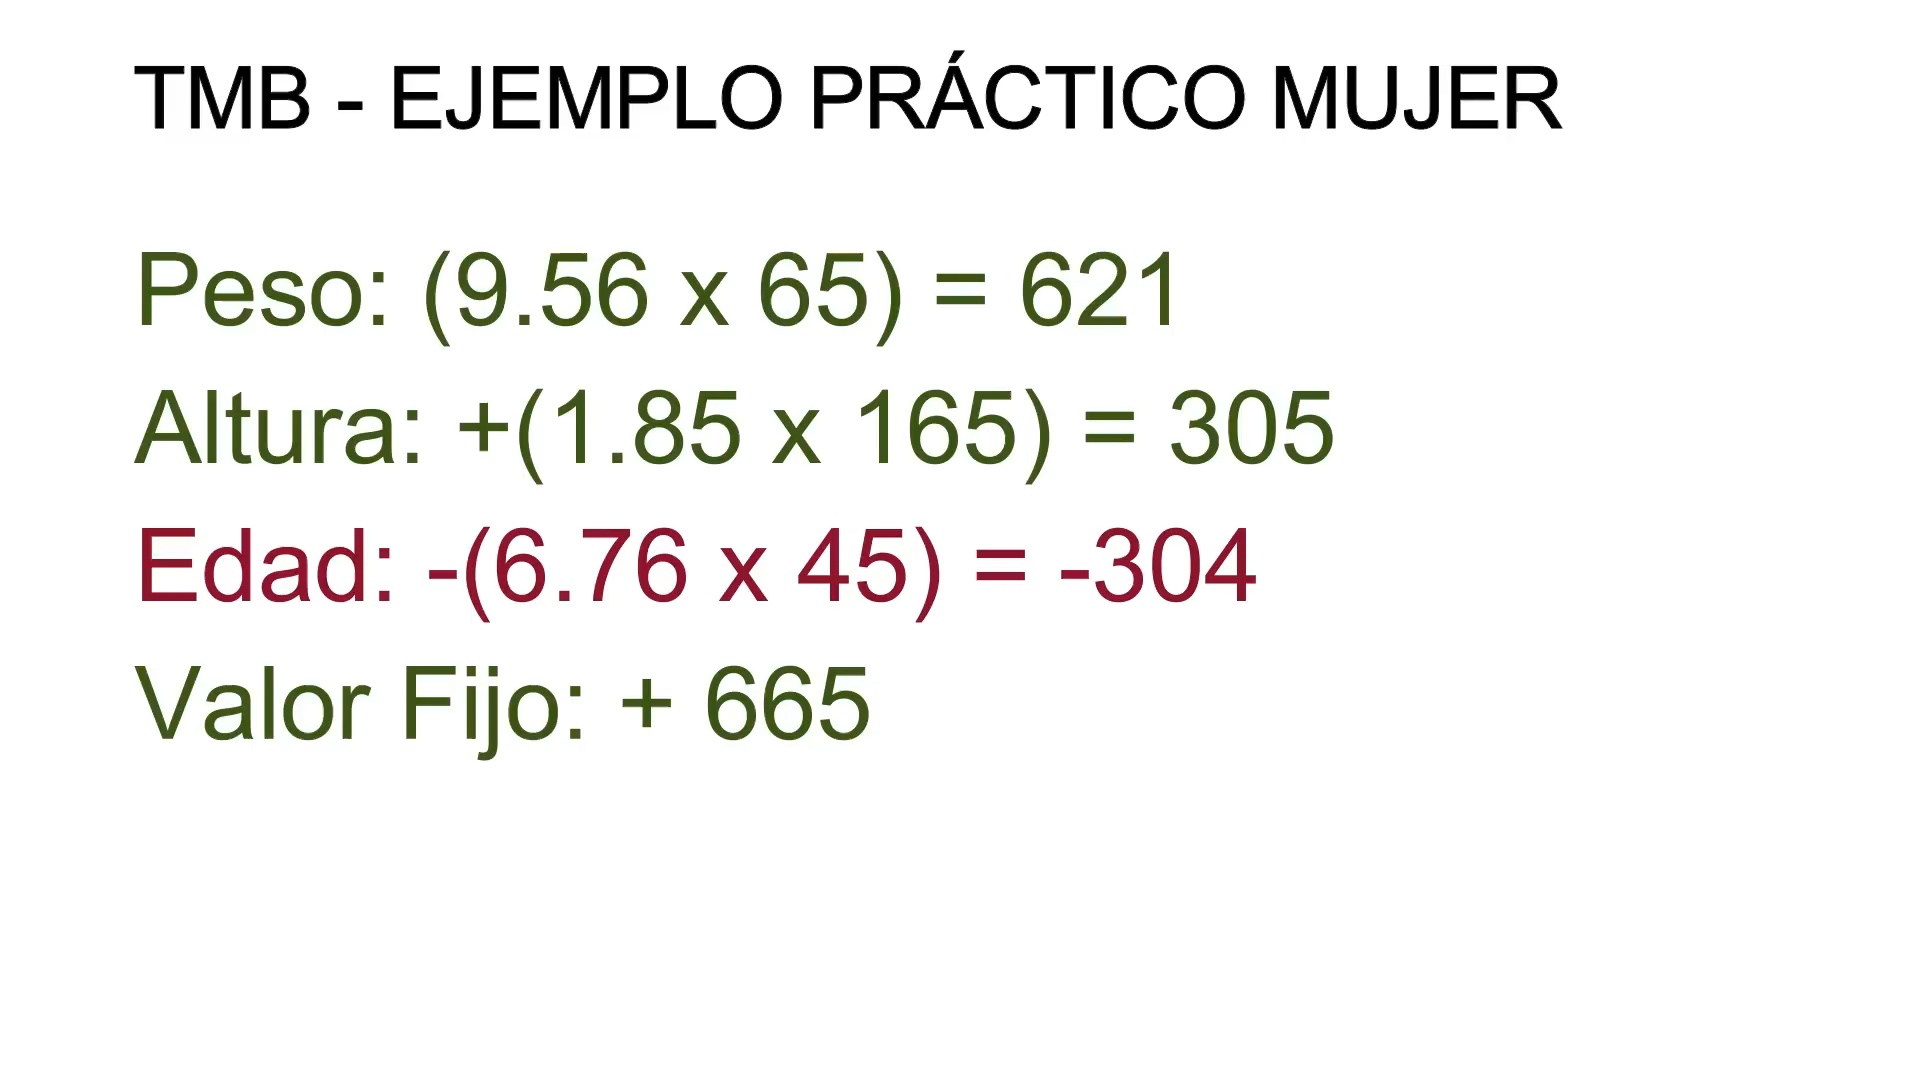 TMB - EJEMPLO PRÁCTICO MUJER
Peso: (9.56 x 65) = 621
Altura: +(1.85 x 165) = 305
Edad: -(6.76 x 45) = -304
Valor Fijo: + 665